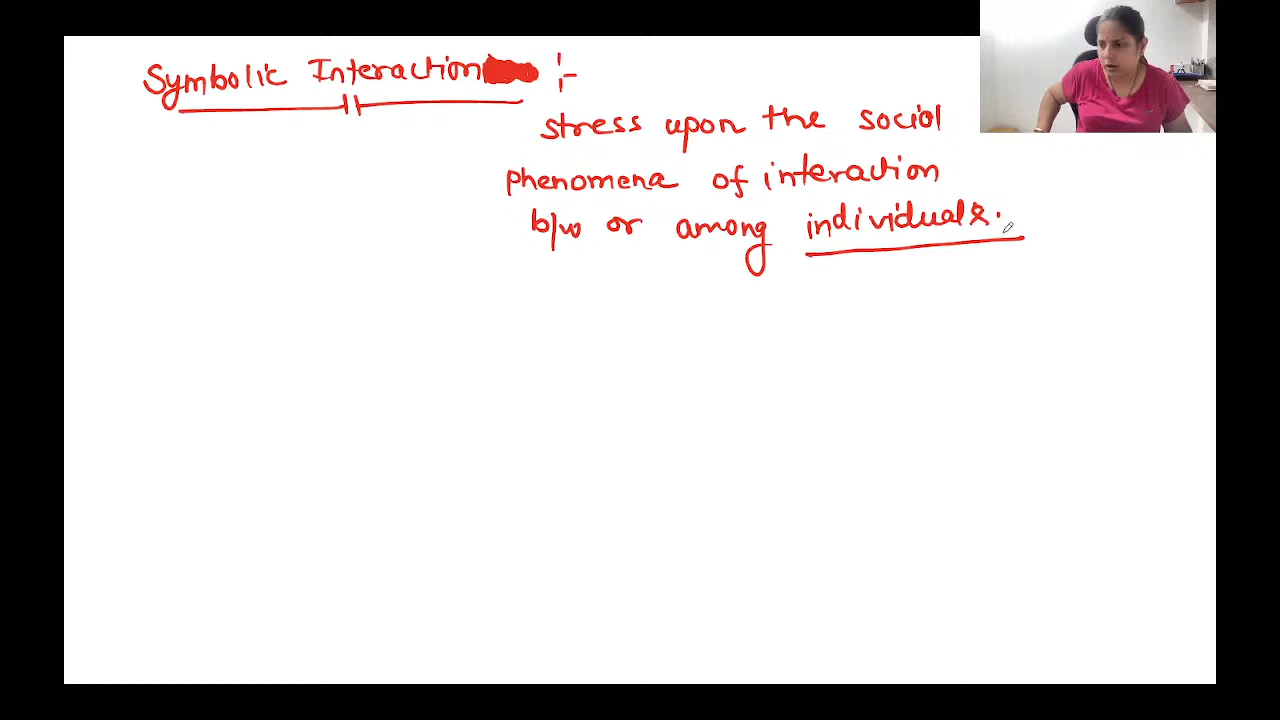 Symbolic Interaction :-
stress upon the social
phenomena of interaction
b/w or among individuals.